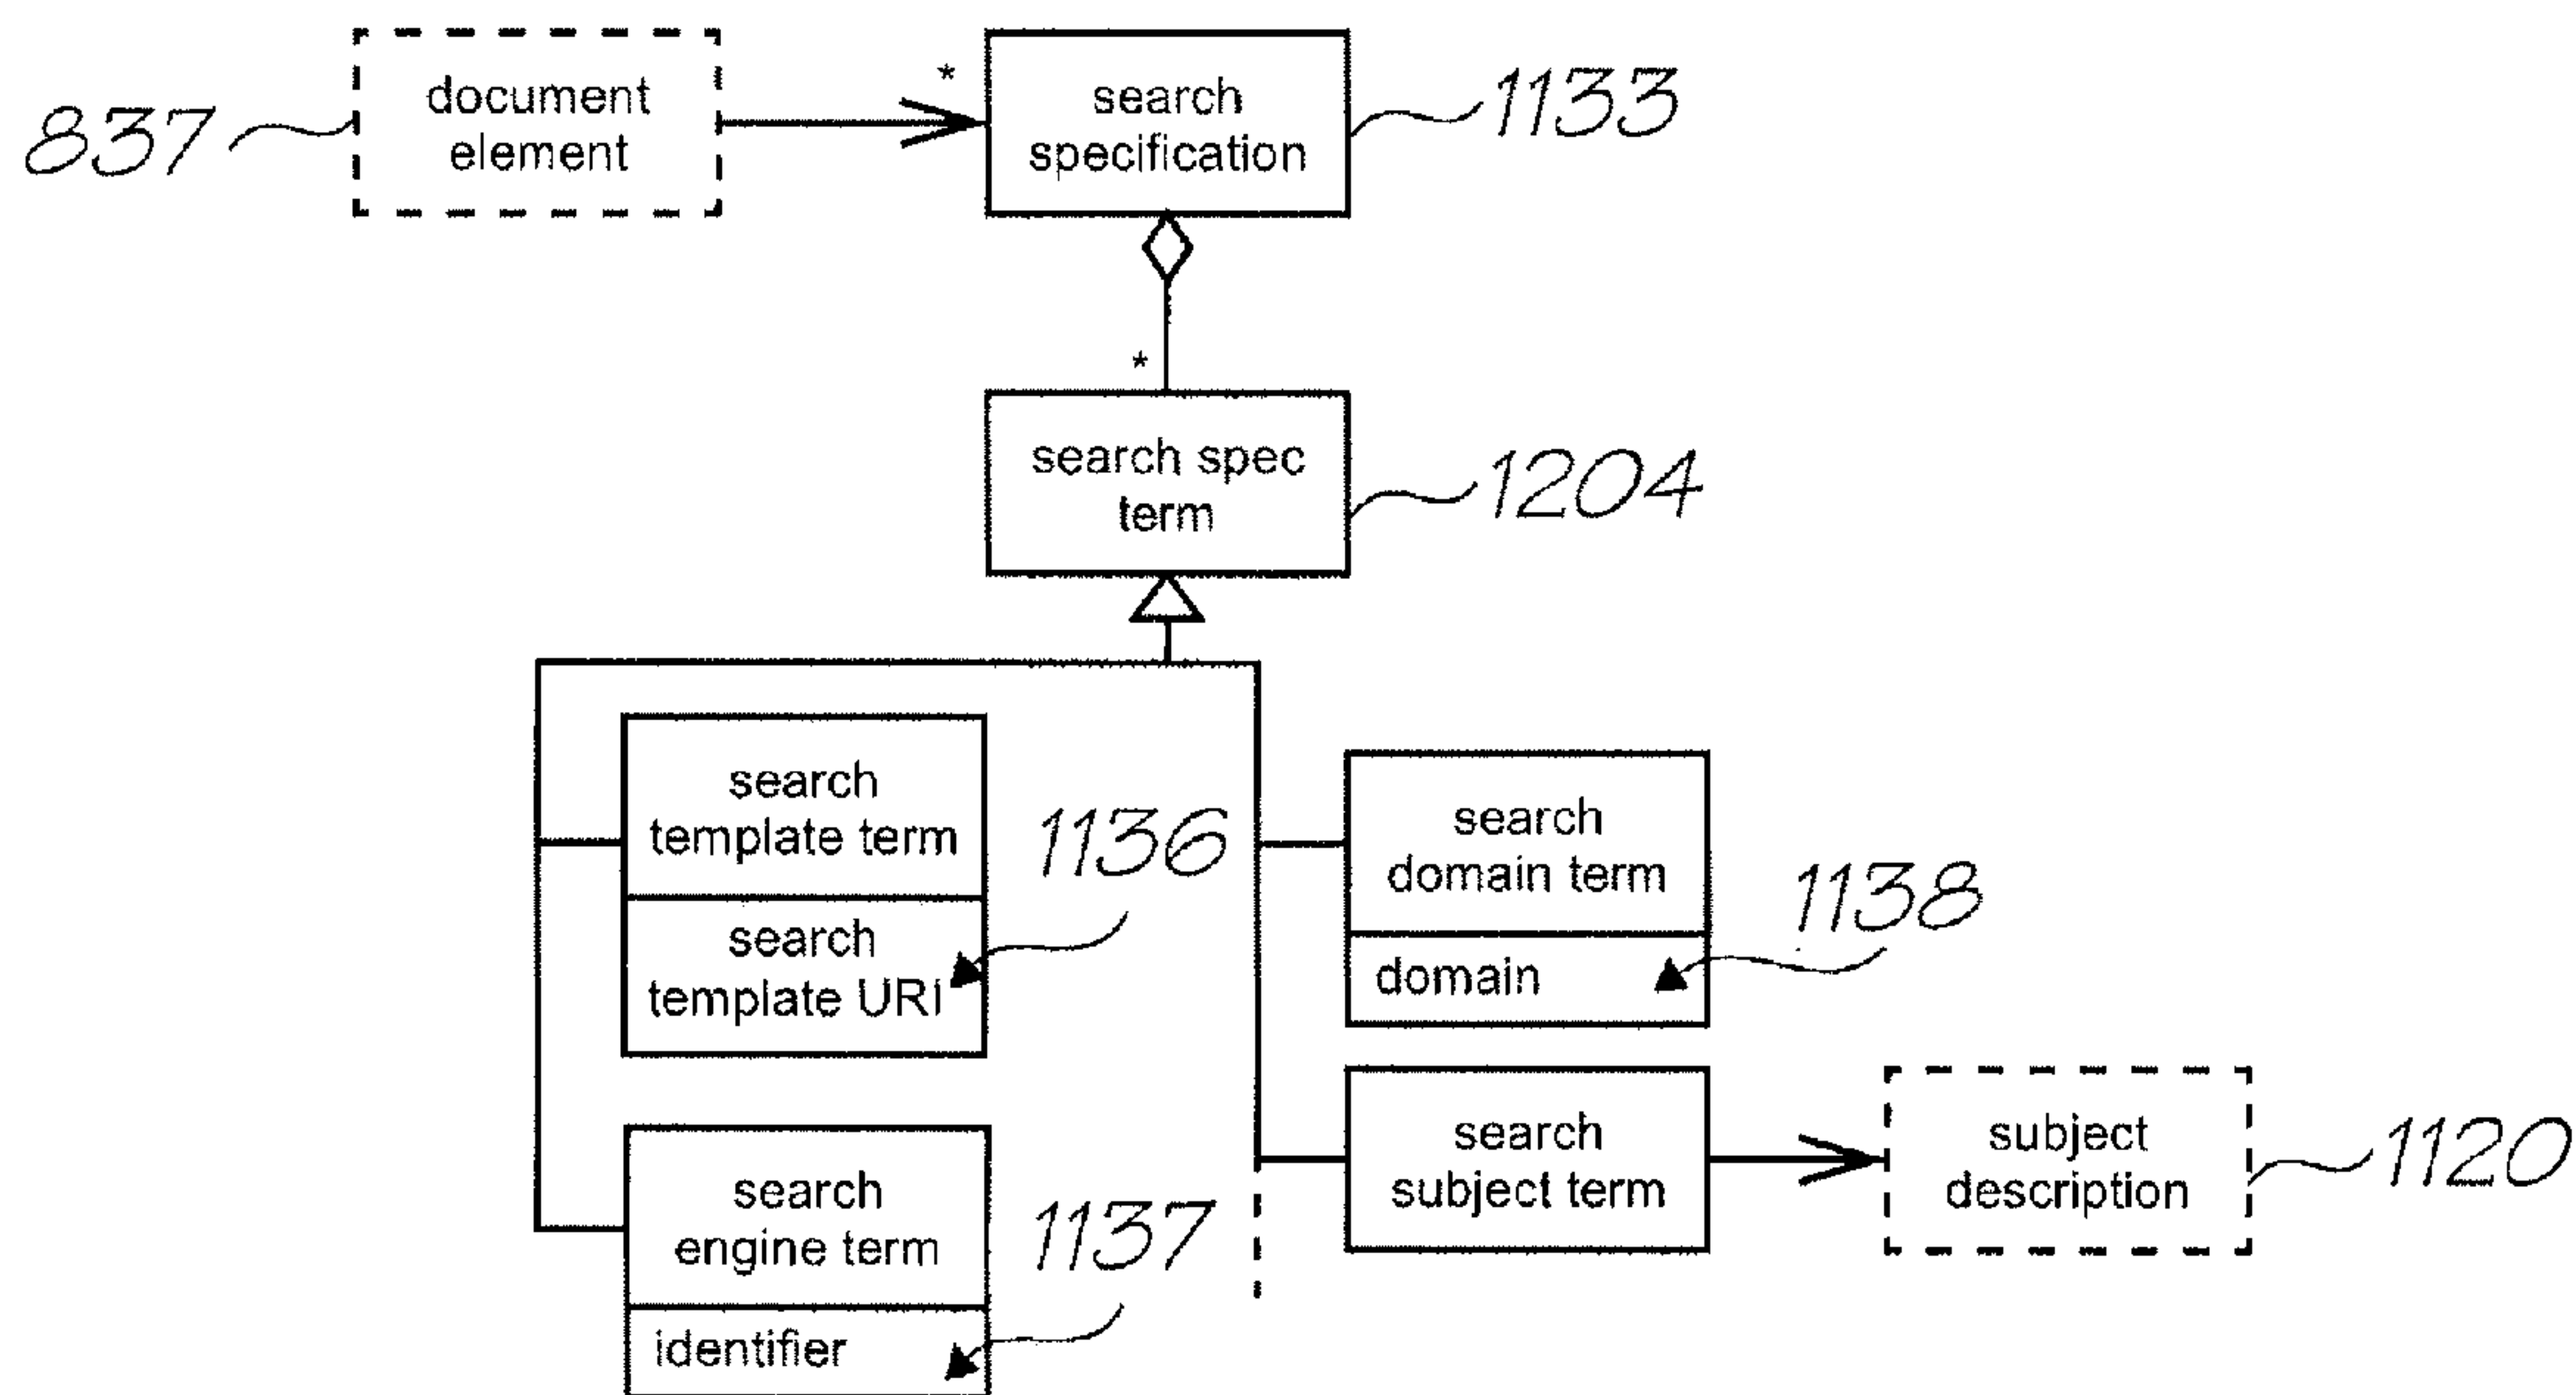 document
element
*
search
specification
837
1133
*
search spec
term
1204
search
template term
search
template URI
1136
search
domain term
domain
1138
search
engine term
identifier
1137
search
subject term
subject
description
1120